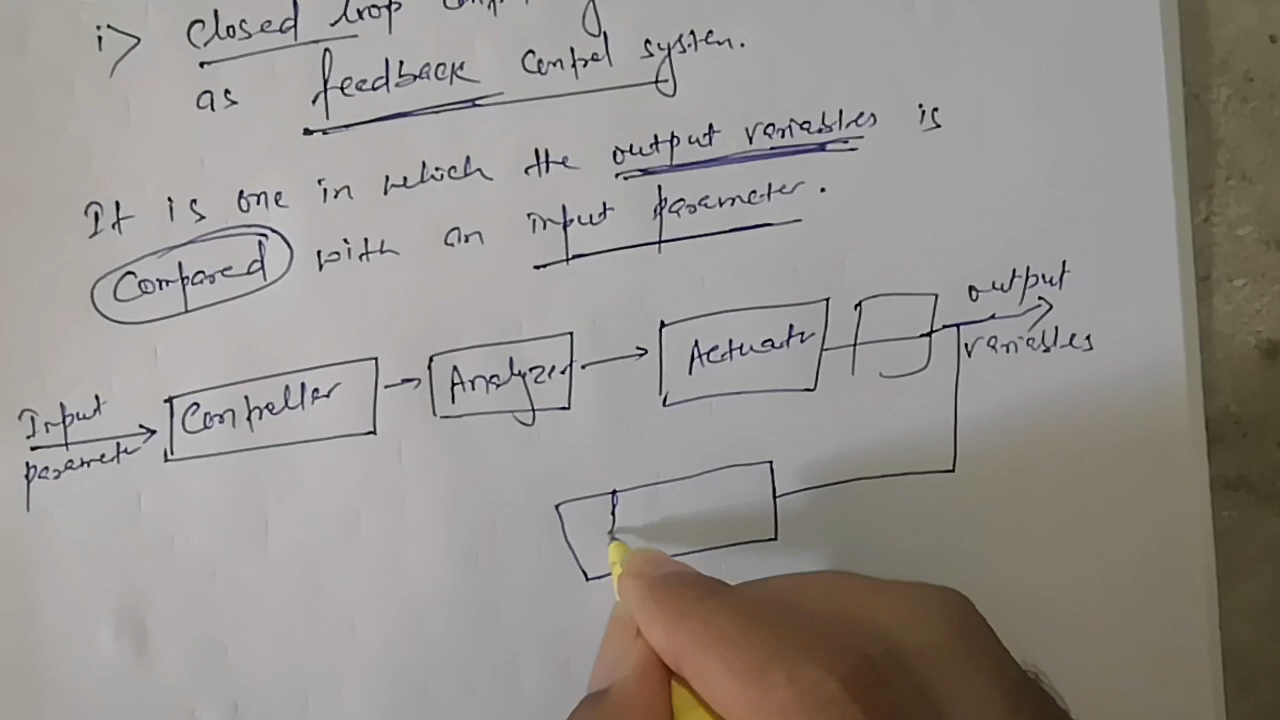 i> closed
as feedback control system.
It is one in which the output variables is
Compared with an input parameter.
output
variables
Actuatr
Analyzer
Controller
Input
parameter